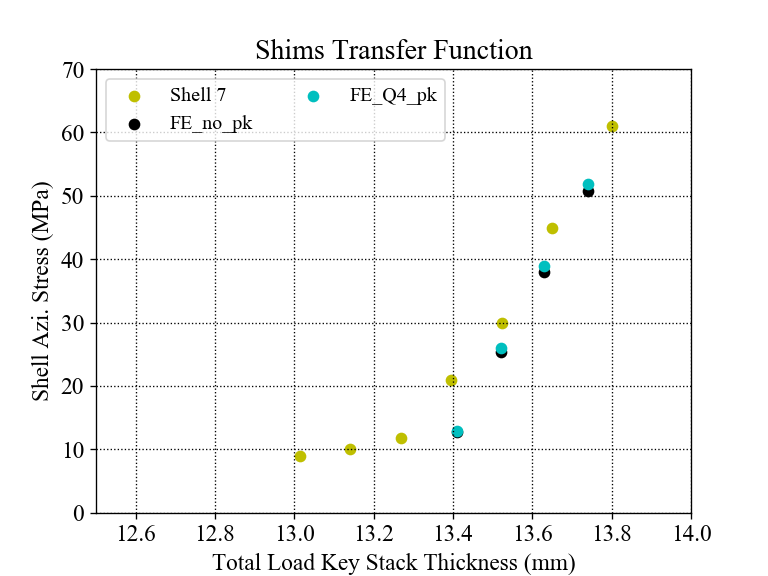 Shims Transfer Function
Shell 7
FE_no_pk
FE_Q4_pk
70
60
50
40
30
20
10
0
Shell Azi. Stress (MPa)
12.6 12.8 13.0 13.2 13.4 13.6 13.8 14.0
Total Load Key Stack Thickness (mm)